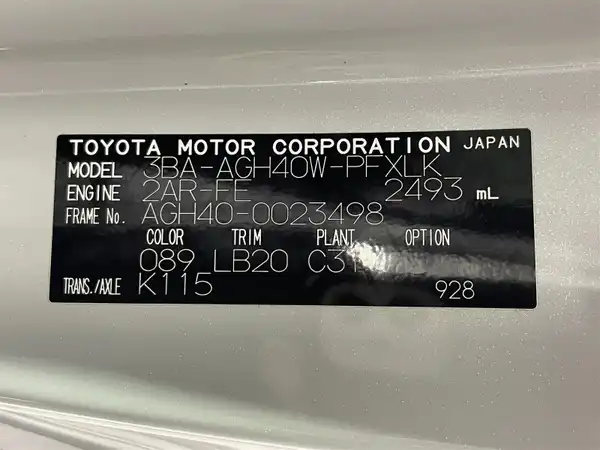 TOYOTA MOTOR CORPORATION JAPAN
MODEL 3BA-AGH40W-PFXLK
ENGINE 2AR-FE 2493 mL
FRAME No. AGH40-0023498
COLOR TRIM PLANT OPTION
089 LB20
TRANS./AXLE K115 928